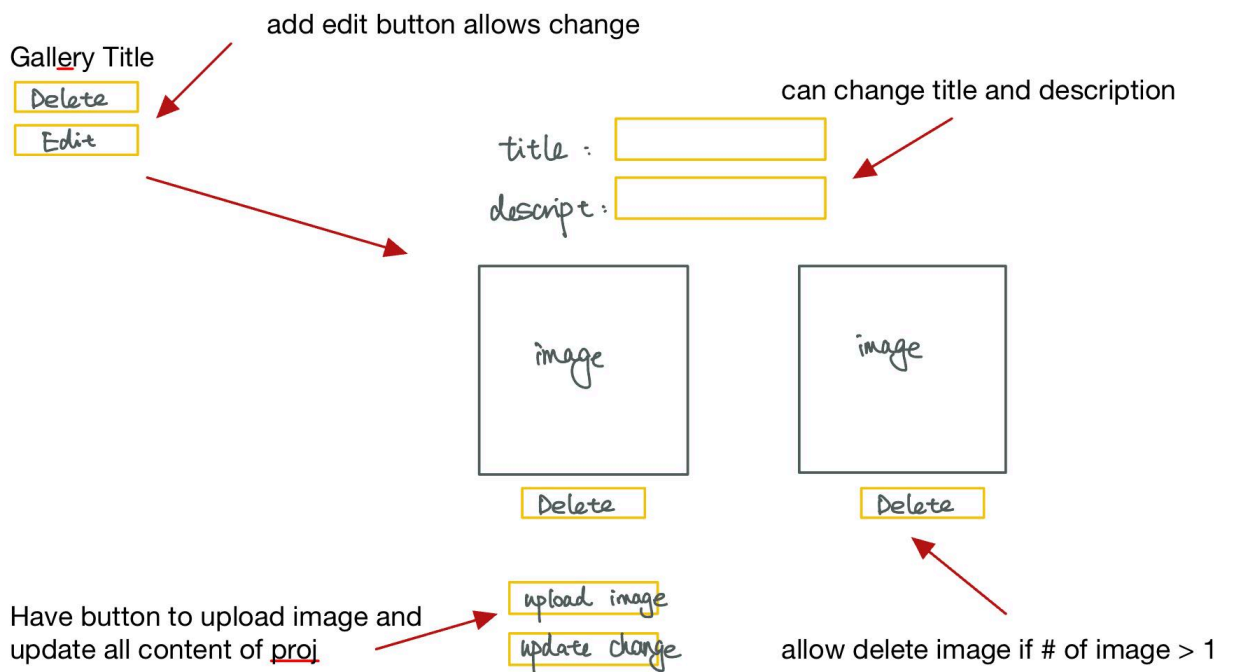 add edit button allows change
Gallery Title
Delete
Edit
can change title and description
title :
descript :
image
image
Delete
Delete
upload image
update change
Have button to upload image and
update all content of proj
allow delete image if # of image > 1